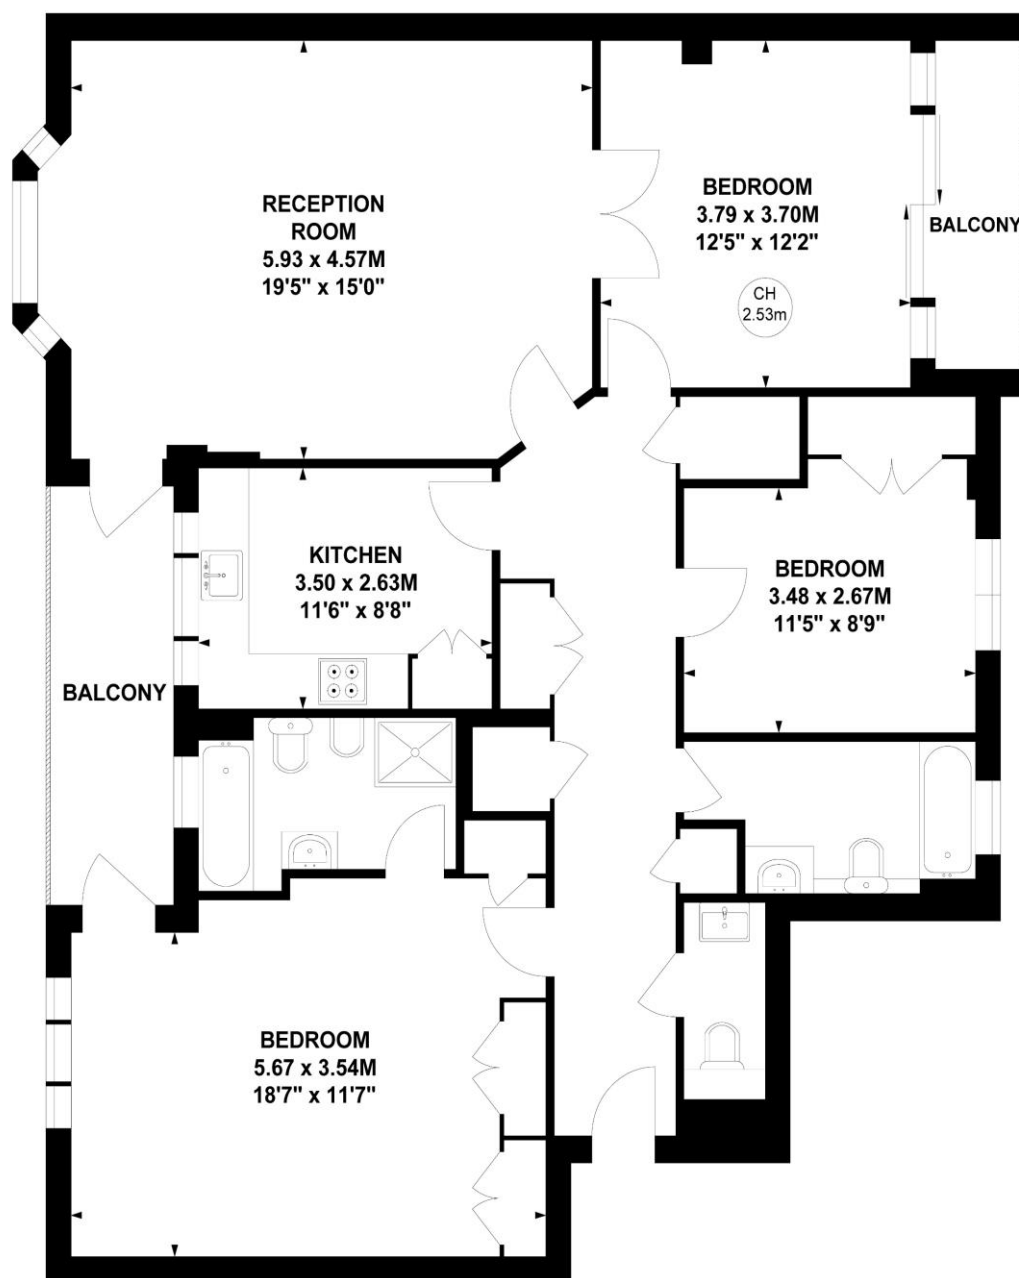 RECEPTION
ROOM
5.93 x 4.57M
19'5" x 15'0"
BEDROOM
3.79 x 3.70M
12'5" x 12'2"
CH
2.53m
BALCONY
KITCHEN
3.50 x 2.63M
11'6" x 8'8"
BEDROOM
3.48 x 2.67M
11'5" x 8'9"
BALCONY
BEDROOM
5.67 x 3.54M
18'7" x 11'7"